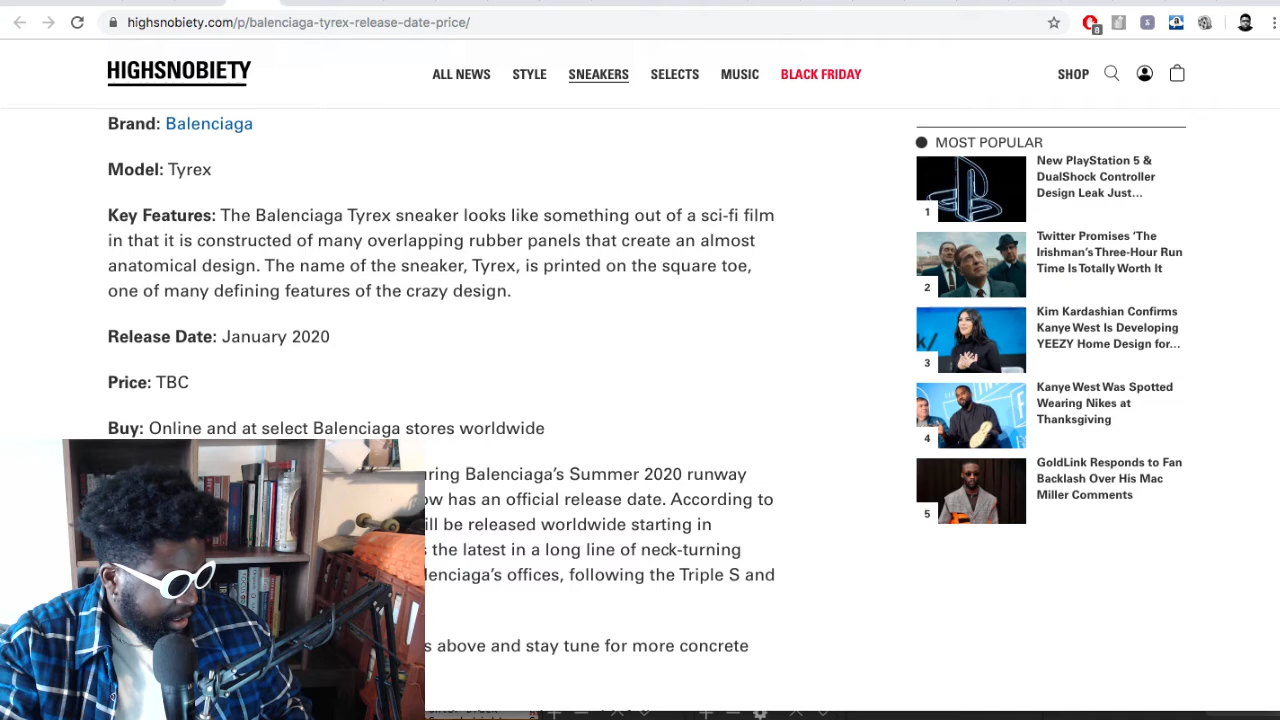 highsnobiety.com/p/balenciaga-tyrex-release-date-price/
8
HIGHSNOBIETY
ALL NEWS STYLE SNEAKERS SELECTS MUSIC BLACK FRIDAY
SHOP
Brand: Balenciaga
Model: Tyrex
Key Features: The Balenciaga Tyrex sneaker looks like something out of a sci-fi film
in that it is constructed of many overlapping rubber panels that create an almost
anatomical design. The name of the sneaker, Tyrex, is printed on the square toe,
one of many defining features of the crazy design.
Release Date: January 2020
Price: TBC
Buy: Online and at select Balenciaga stores worldwide
uring Balenciaga’s Summer 2020 runway
ow has an official release date. According to
ill be released worldwide starting in
s the latest in a long line of neck-turning
lenciaga’s offices, following the Triple S and
s above and stay tune for more concrete
MOST POPULAR
1
New PlayStation 5 &
DualShock Controller
Design Leak Just...
2
Twitter Promises ‘The
Irishman’s Three-Hour Run
Time Is Totally Worth It
3
Kim Kardashian Confirms
Kanye West Is Developing
YEEZY Home Design for...
4
Kanye West Was Spotted
Wearing Nikes at
Thanksgiving
5
GoldLink Responds to Fan
Backlash Over His Mac
Miller Comments